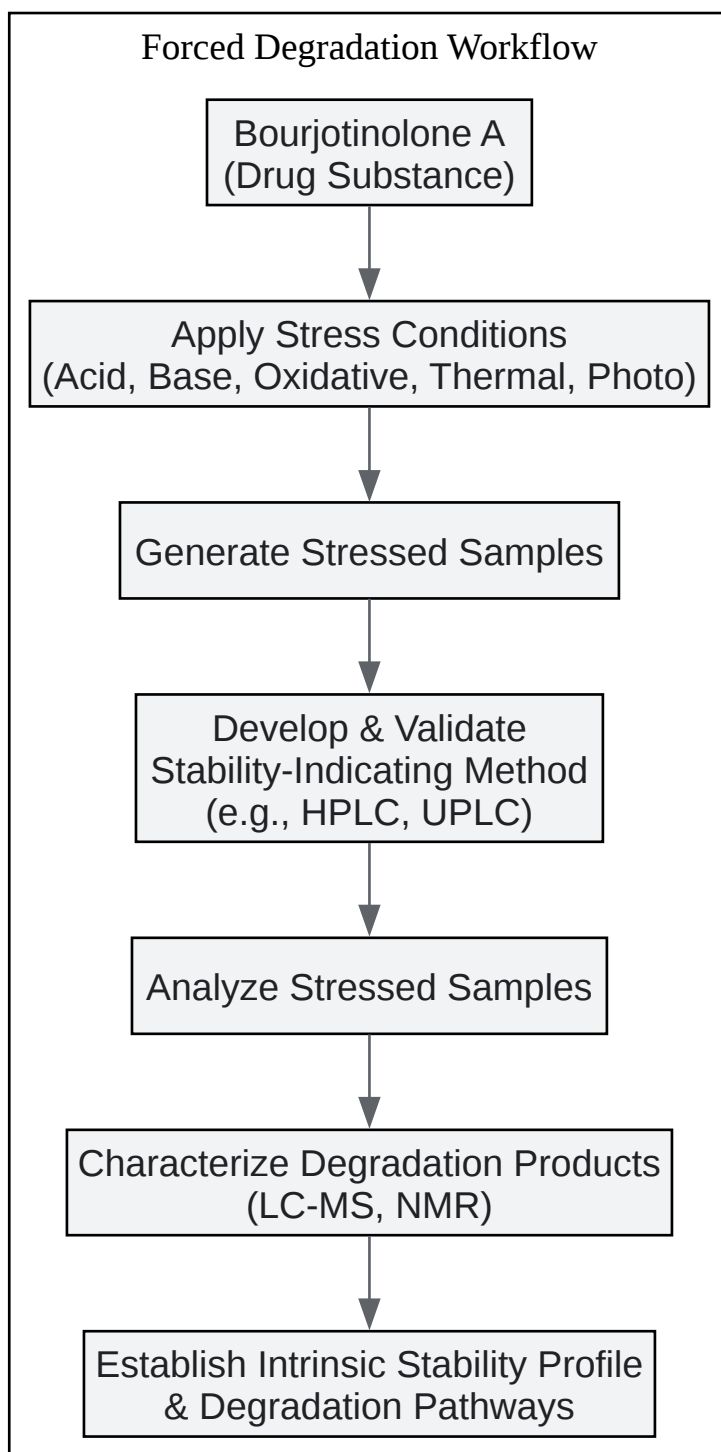 Forced Degradation Workflow
Bourjotinolone A
(Drug Substance)
Apply Stress Conditions
(Acid, Base, Oxidative, Thermal, Photo)
Generate Stressed Samples
Develop & Validate
Stability-Indicating Method
(e.g., HPLC, UPLC)
Analyze Stressed Samples
Characterize Degradation Products
(LC-MS, NMR)
Establish Intrinsic Stability Profile
& Degradation Pathways